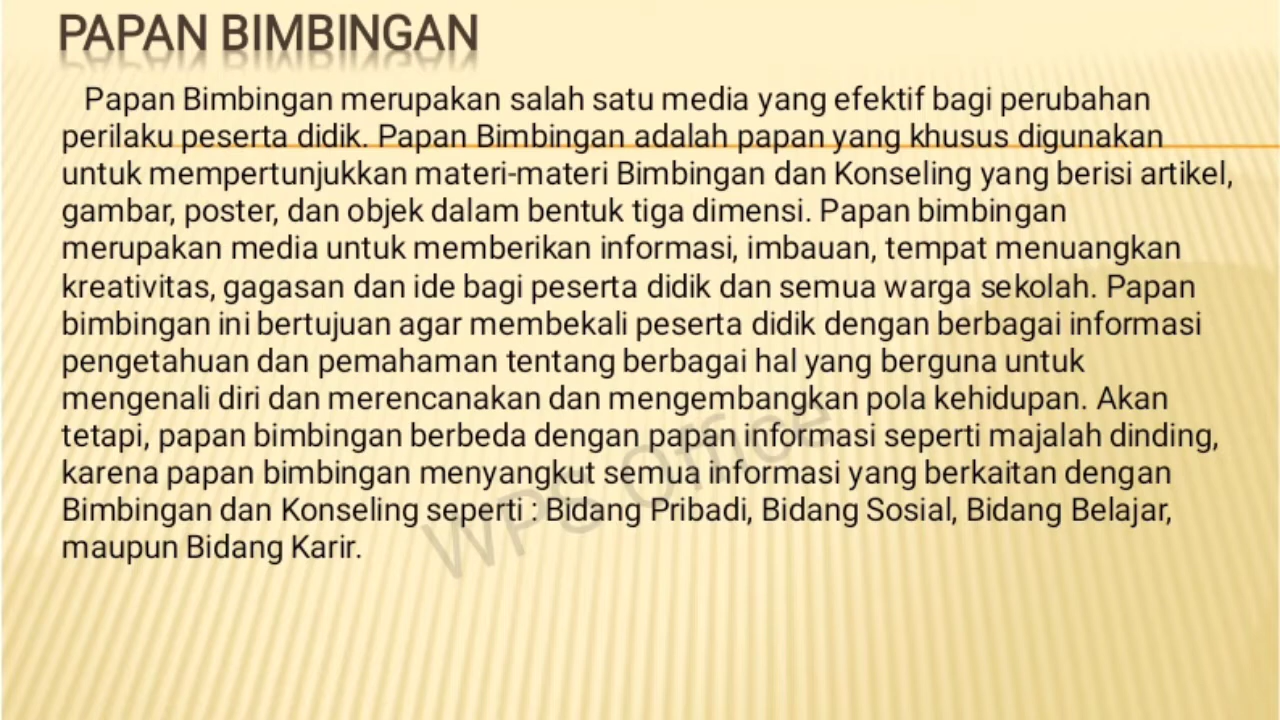 PAPAN BIMBINGAN
Papan Bimbingan merupakan salah satu media yang efektif bagi perubahan
perilaku peserta didik. Papan Bimbingan adalah papan yang khusus digunakan
untuk mempertunjukkan materi-materi Bimbingan dan Konseling yang berisi artikel,
gambar, poster, dan objek dalam bentuk tiga dimensi. Papan bimbingan
merupakan media untuk memberikan informasi, imbauan, tempat menuangkan
kreativitas, gagasan dan ide bagi peserta didik dan semua warga sekolah. Papan
bimbingan ini bertujuan agar membekali peserta didik dengan berbagai informasi
pengetahuan dan pemahaman tentang berbagai hal yang berguna untuk
mengenali diri dan merencanakan dan mengembangkan pola kehidupan. Akan
tetapi, papan bimbingan berbeda dengan papan informasi seperti majalah dinding,
karena papan bimbingan menyangkut semua informasi yang berkaitan dengan
Bimbingan dan Konseling seperti : Bidang Pribadi, Bidang Sosial, Bidang Belajar,
maupun Bidang Karir.
WPS Office